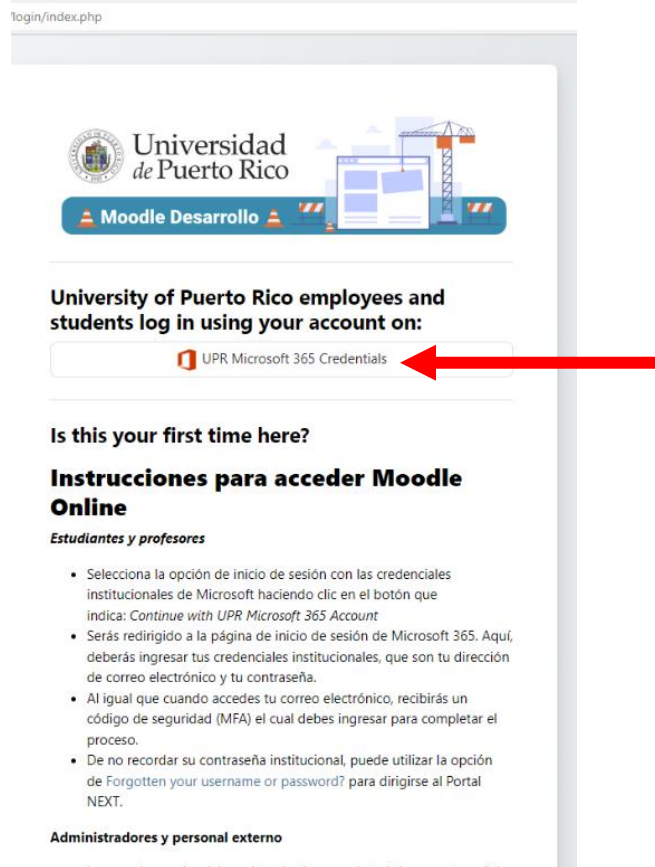 login/index.php
Universidad
de Puerto Rico
Moodle Desarrollo
University of Puerto Rico employees and
students log in using your account on:
UPR Microsoft 365 Credentials
Is this your first time here?
Instrucciones para acceder Moodle
Online
Estudiantes y profesores
• Selecciona la opción de inicio de sesión con las credenciales
institucionales de Microsoft haciendo clic en el botón que
indica: Continue with UPR Microsoft 365 Account
• Serás redirigido a la página de inicio de sesión de Microsoft 365. Aquí,
deberás ingresar tus credenciales institucionales, que son tu dirección
de correo electrónico y tu contraseña.
• Al igual que cuando accedes tu correo electrónico, recibirás un
código de seguridad (MFA) el cual debes ingresar para completar el
proceso.
• De no recordar su contraseña institucional, puede utilizar la opción
de Forgotten your username or password? para dirigirse al Portal
NEXT.
Administradores y personal externo